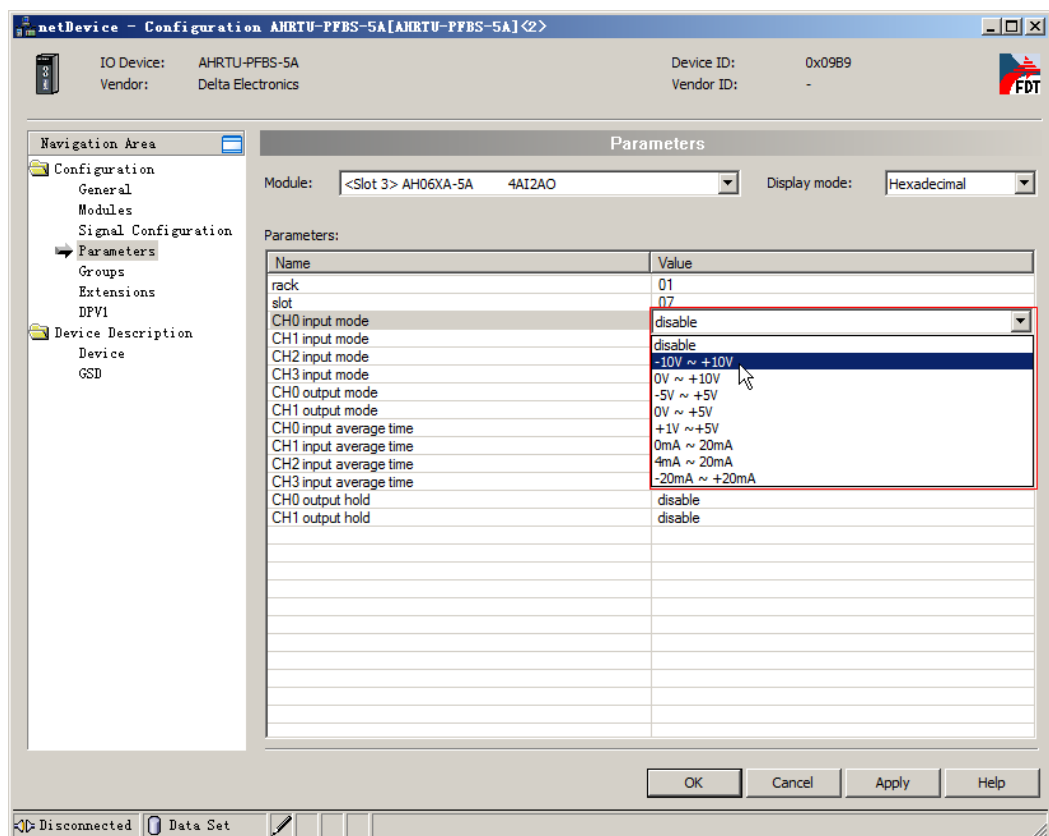 netDevice - Configuration AHRTU-PFBS-5A[AHRTU-PFBS-5A]<2>
IO Device: AHRTU-PFBS-5A Device ID: 0x09B9
Vendor: Delta Electronics Vendor ID: -
FDT
Navigation Area
Configuration
General
Modules
Signal Configuration
Parameters
Groups
Extensions
DPV1
Device Description
Device
GSD
Parameters
Module: <Slot 3> AH06XA-5A 4AI2AO Display mode: Hexadecimal
Parameters:
Name Value
rack 01
slot 07
CH0 input mode disable
CH1 input mode
CH2 input mode
CH3 input mode
CH0 output mode
CH1 output mode
CH0 input average time
CH1 input average time
CH2 input average time
CH3 input average time
disable
-10V ~ +10V
0V ~ +10V
-5V ~ +5V
0V ~ +5V
+1V ~+5V
0mA ~ 20mA
4mA ~ 20mA
-20mA ~ +20mA
CH0 output hold disable
CH1 output hold disable
OK Cancel Apply Help
Disconnected Data Set